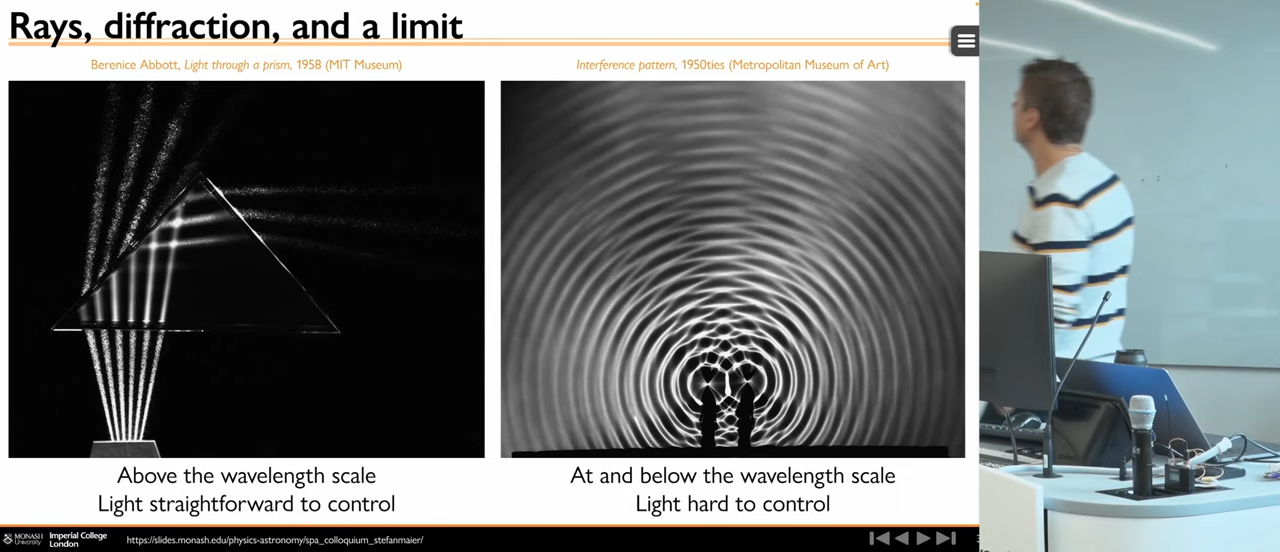 Rays, diffraction, and a limit
Berenice Abbott, Light through a prism, 1958 (MIT Museum)
Interference pattern, 1950ties (Metropolitan Museum of Art)
Above the wavelength scale
Light straightforward to control
At and below the wavelength scale
Light hard to control
MONASH University
Imperial College London
https://slides.monash.edu/physics-astronomy/spa_colloquium_stefanmaier/